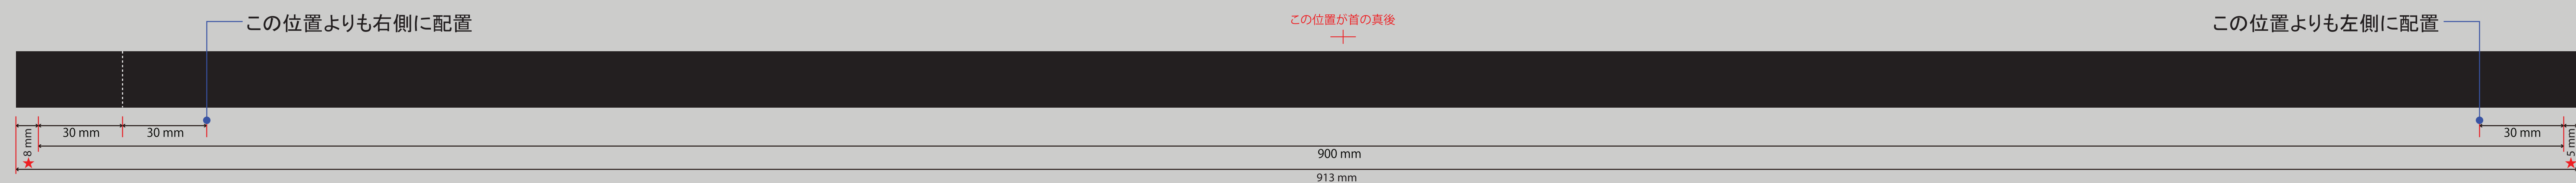 この位置よりも右側に配置
この位置が首の真後
この位置よりも左側に配置
8 mm
★
30 mm
30 mm
900 mm
913 mm
30 mm
5 mm
★